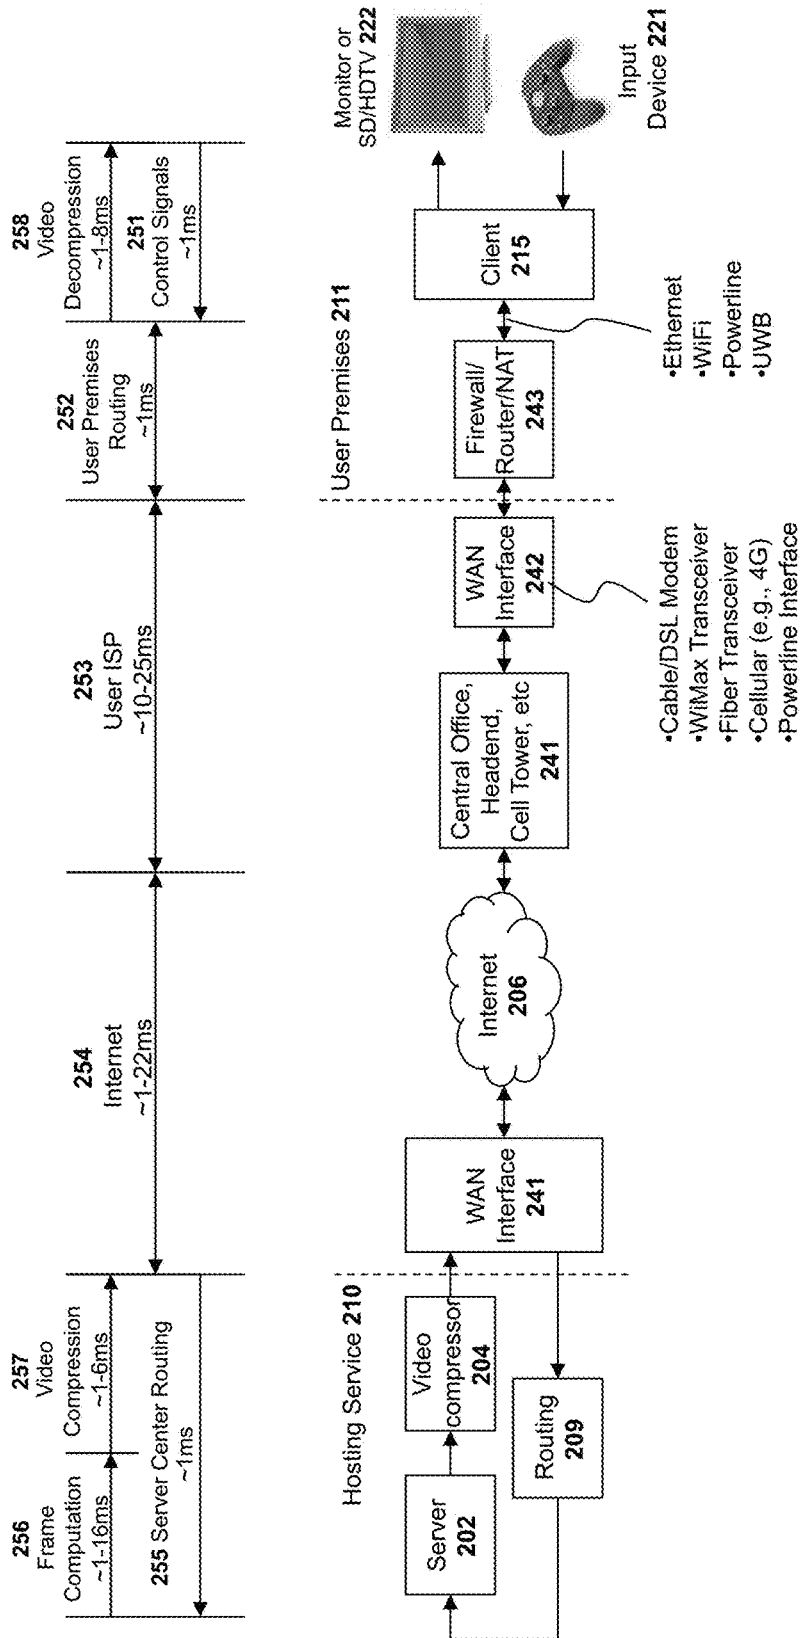 256
Frame
Computation
~1-16ms
257
Video
Compression
~1-6ms
255 Server Center Routing
~1ms
254
Internet
~1-22ms
253
User ISP
~10-25ms
252
User Premises
Routing
~1ms
258
Video
Decompression
~1-8ms
251
Control Signals
~1ms
Hosting Service 210
Server
202
Video
compressor
204
Routing
209
WAN
Interface
241
Internet
206
Central Office,
Headend,
Cell Tower, etc
241
WAN
Interface
242
•Cable/DSL Modem
•WiMax Transceiver
•Fiber Transceiver
•Cellular (e.g., 4G)
•Powerline Interface
User Premises 211
Firewall/
Router/NAT
243
Client
215
•Ethernet
•WiFi
•Powerline
•UWB
Monitor or
SD/HDTV 222
Input
Device 221